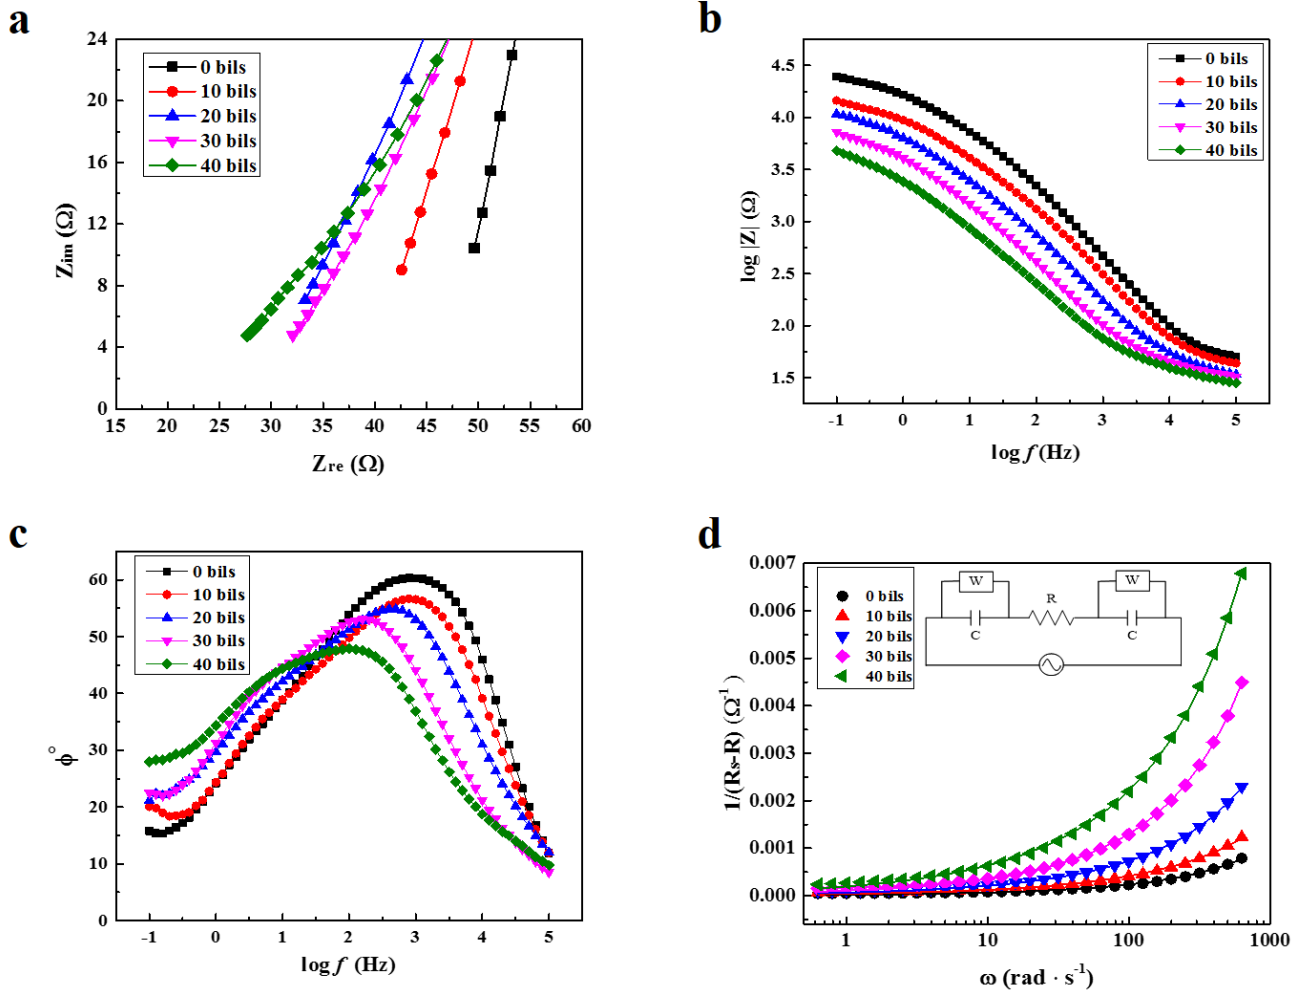 a
24
20
16
12
8
4
0
0 bils
10 bils
20 bils
30 bils
40 bils
Zim (Ω)
15 20 25 30 35 40 45 50 55 60
Zre (Ω)
b
4.5
4.0
3.5
3.0
2.5
2.0
1.5
0 bils
10 bils
20 bils
30 bils
40 bils
log |Z| (Ω)
-1 0 1 2 3 4 5
log f (Hz)
c
60
50
40
30
20
10
0
0 bils
10 bils
20 bils
30 bils
40 bils
ϕ°
-1 0 1 2 3 4 5
log f (Hz)
d
0.007
0.006
0.005
0.004
0.003
0.002
0.001
0.000
0 bils
10 bils
20 bils
30 bils
40 bils
W R W
C C
1/(Rs-R) (Ω⁻¹)
1 10 100 1000
ω (rad · s⁻¹)